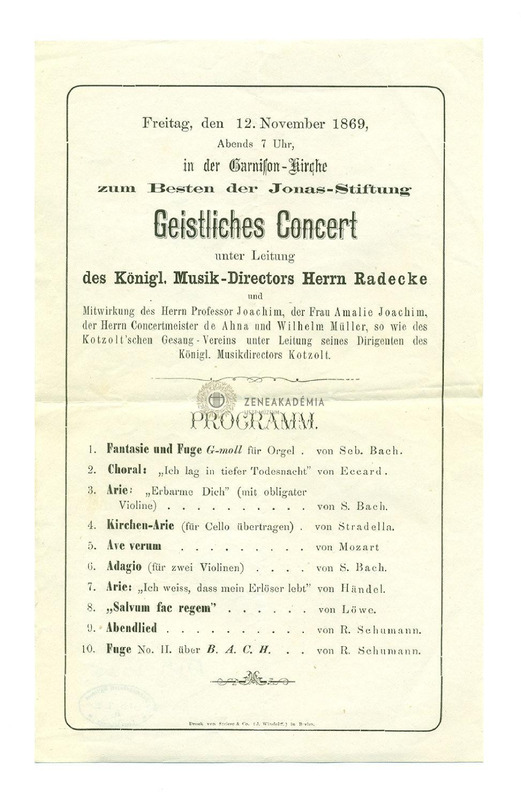 Freitag, den 12. November 1869,
Abends 7 Uhr,
in der Garnison-Kirche
zum Besten der Jonas-Stiftung
Geistliches Concert
unter Leitung
des Königl. Musik-Directors Herrn Radecke
und
Mitwirkung des Herrn Professor Joachim, der Frau Amalie Joachim,
der Herrn Concertmeister de Ahna und Wilhelm Müller, so wie des
Kotzolt'schen Gesang-Vereins unter Leitung seines Dirigenten des
Königl. Musikdirectors Kotzolt.
ZENEAKADÉMIA
PROGRAMM.
1. Fantasie und Fuge G-moll für Orgel . von Seb. Bach.
2. Choral: „Ich lag in tiefer Todesnacht" von Eccard.
3. Arie: „Erbarme Dich" (mit obligater
Violine) . . . . . . . . . . von S. Bach.
4. Kirchen-Arie (für Cello übertragen) . von Stradella.
5. Ave verum . . . . . . . . . von Mozart
6. Adagio (für zwei Violinen) . . . . von S. Bach.
7. Arie: „Ich weiss, dass mein Erlöser lebt" von Händel.
8. „Salvum fac regem" . . . . . . von Löwe.
9. Abendlied . . . . . . . . . . von R. Schumann.
10. Fuge No. II. über B. A. C. H. . . von R. Schumann.